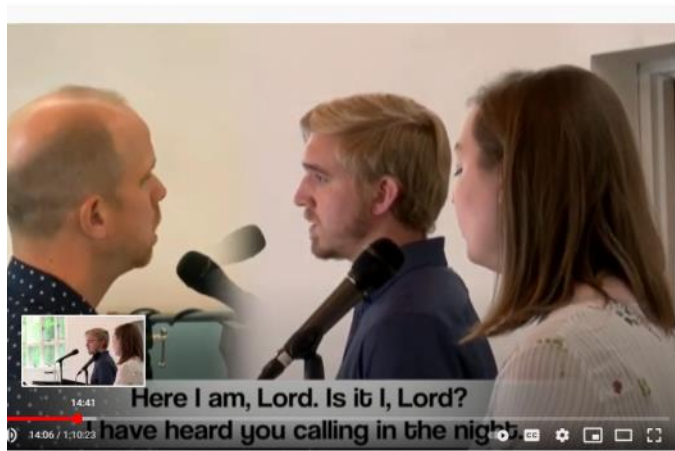 14:41
Here I am, Lord. Is it I, Lord?
I have heard you calling in the night.
14:06 / 1:10:23
CC